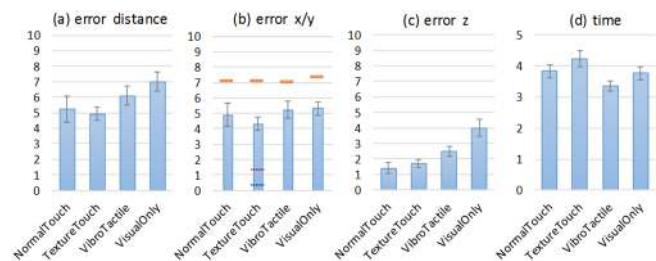 (a) error distance (b) error x/y (c) error z (d) time
10 10 10 5
9 9 9
8 8 8 4
7 7 7
6 6 6 3
5 5 5
4 4 4 2
3 3 3
2 2 2 1
1 1 1
0 0 0 0
NormalTouch TextureTouch VibroTactile VisualOnly NormalTouch TextureTouch VibroTactile VisualOnly NormalTouch TextureTouch VibroTactile VisualOnly NormalTouch TextureTouch VibroTactile VisualOnly